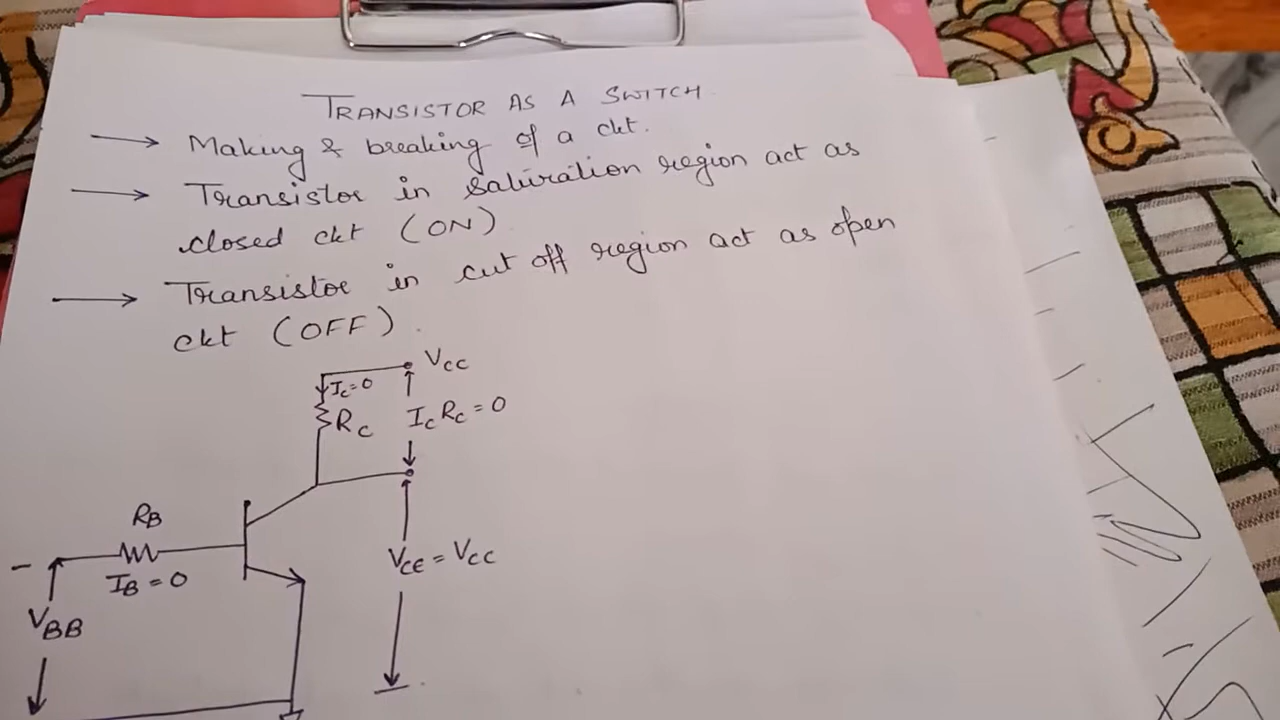 TRANSISTOR AS A SWITCH
→ Making & breaking of a ckt.
→ Transistor in saturation region act as
closed ckt (ON)
→ Transistor in cut off region act as open
ckt (OFF).
VCC
IC=0
RC
ICRC=0
RB
IB=0
VCE=VCC
-
VBB